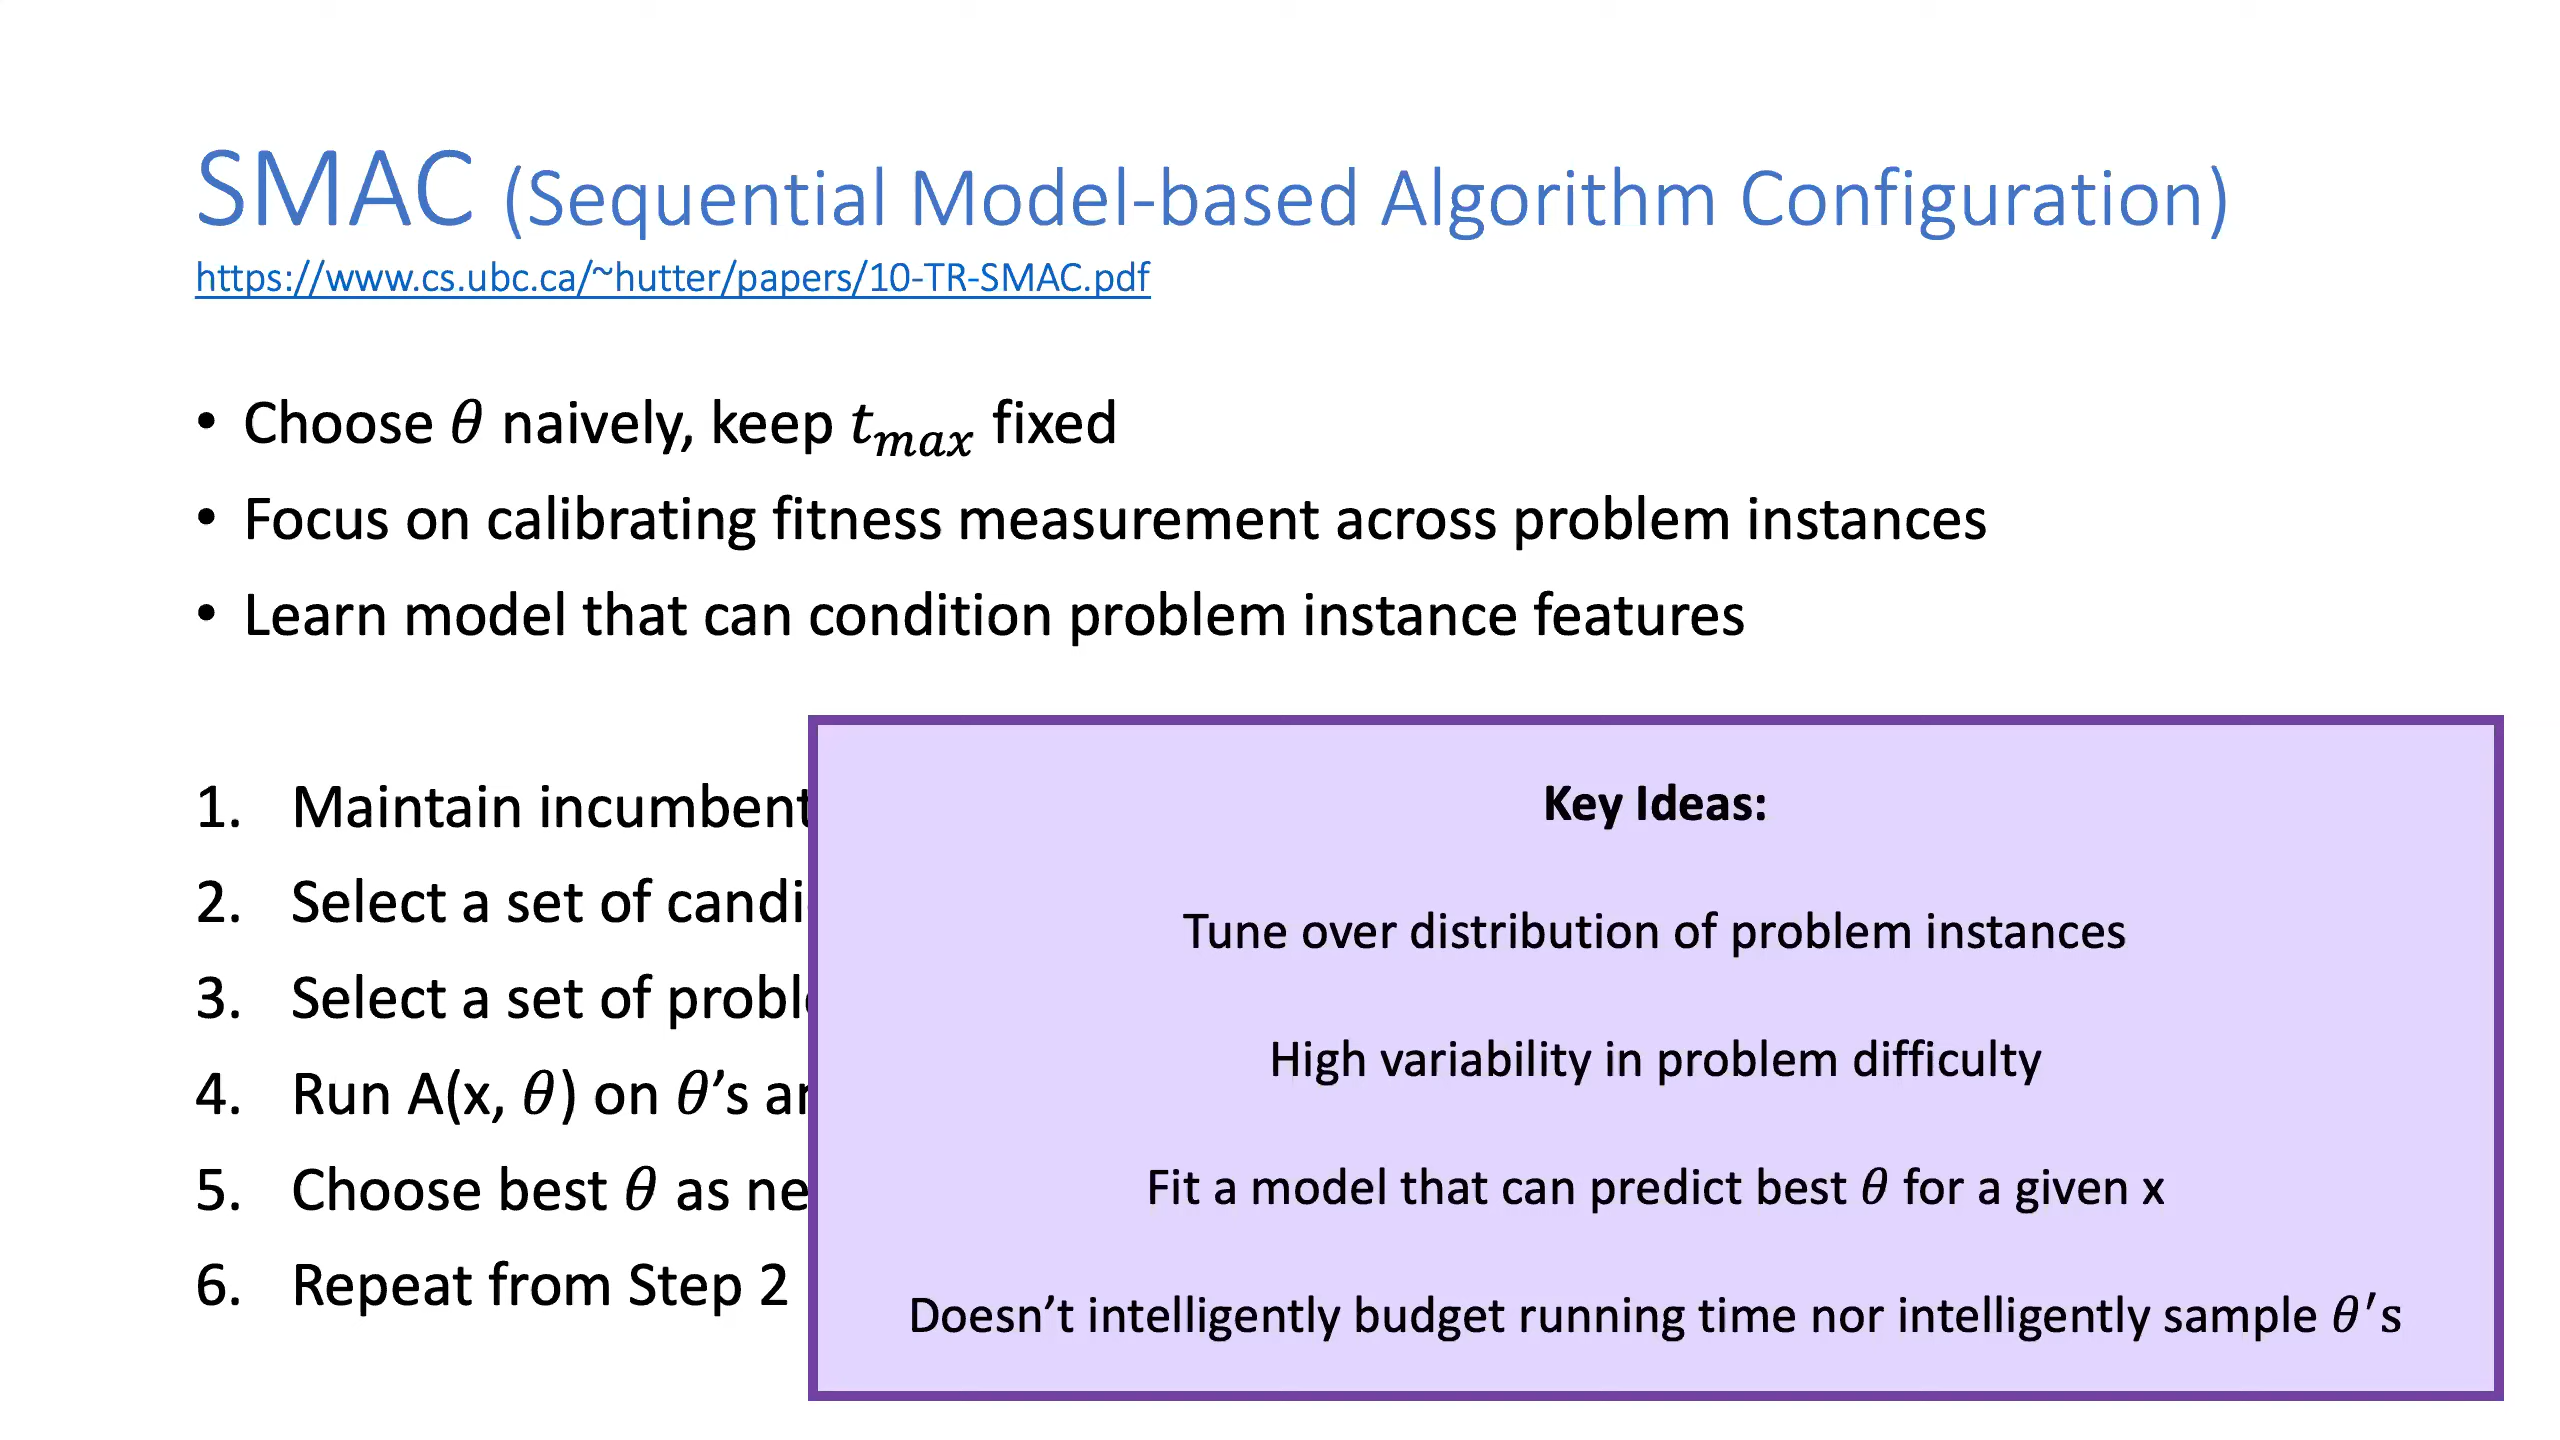 SMAC (Sequential Model-based Algorithm Configuration)
https://www.cs.ubc.ca/~hutter/papers/10-TR-SMAC.pdf
• Choose θ naively, keep t_max fixed
• Focus on calibrating fitness measurement across problem instances
• Learn model that can condition problem instance features
1. Maintain incumbent
2. Select a set of candi
3. Select a set of proble
4. Run A(x, θ) on θ’s an
5. Choose best θ as ne
6. Repeat from Step 2
Key Ideas:
Tune over distribution of problem instances
High variability in problem difficulty
Fit a model that can predict best θ for a given x
Doesn’t intelligently budget running time nor intelligently sample θ′s